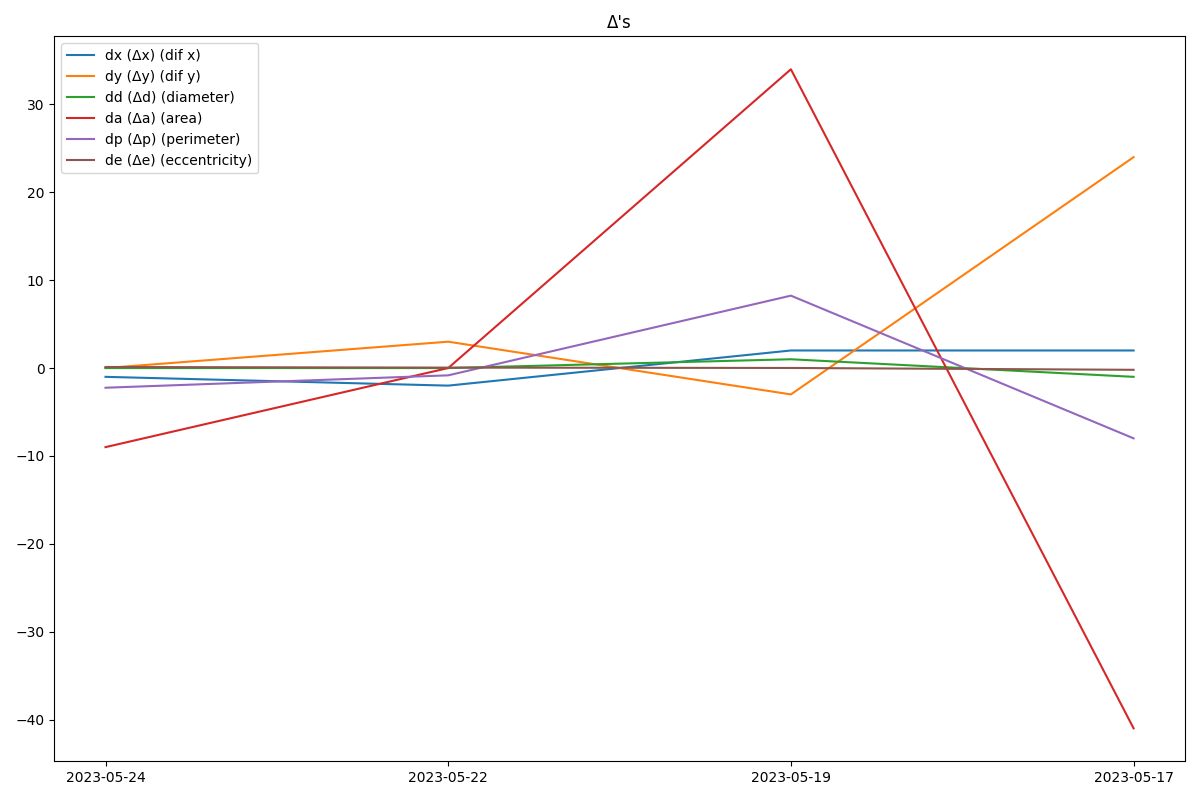 Δ's
dx (Δx) (dif x)
dy (Δy) (dif y)
dd (Δd) (diameter)
da (Δa) (area)
dp (Δp) (perimeter)
de (Δe) (eccentricity)
30
20
10
0
−10
−20
−30
−40
2023-05-24 2023-05-22 2023-05-19 2023-05-17